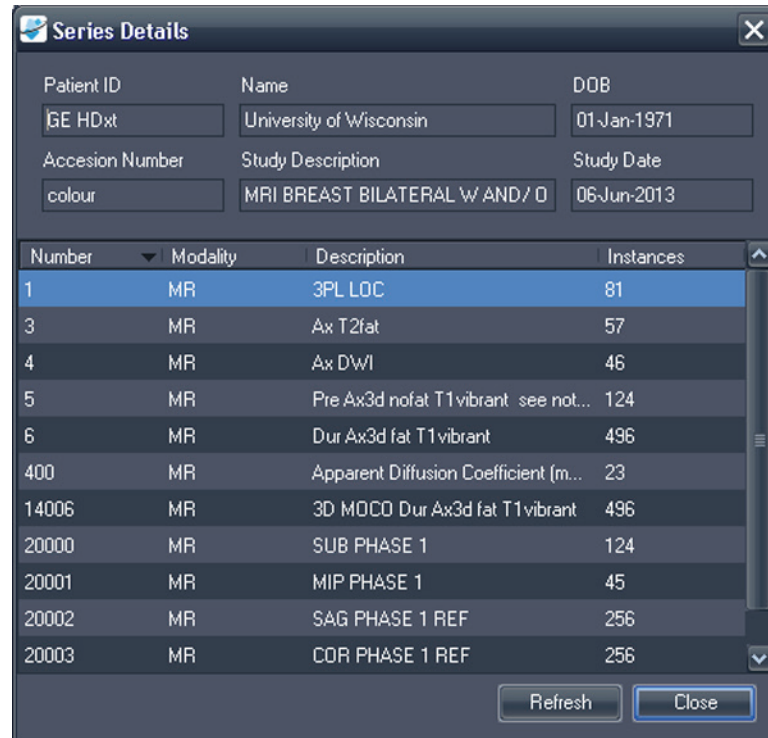 Series Details
Patient ID Name DOB
GE HDxt University of Wisconsin 01-Jan-1971
Accesion Number Study Description Study Date
colour MRI BREAST BILATERAL W AND/ O 06-Jun-2013
Number Modality Description Instances
1 MR 3PL LOC 81
3 MR Ax T2fat 57
4 MR Ax DWI 46
5 MR Pre Ax3d nofat T1vibrant see not... 124
6 MR Dur Ax3d fat T1vibrant 496
400 MR Apparent Diffusion Coefficient (m... 23
14006 MR 3D MOCO Dur Ax3d fat T1vibrant 496
20000 MR SUB PHASE 1 124
20001 MR MIP PHASE 1 45
20002 MR SAG PHASE 1 REF 256
20003 MR COR PHASE 1 REF 256
Refresh Close